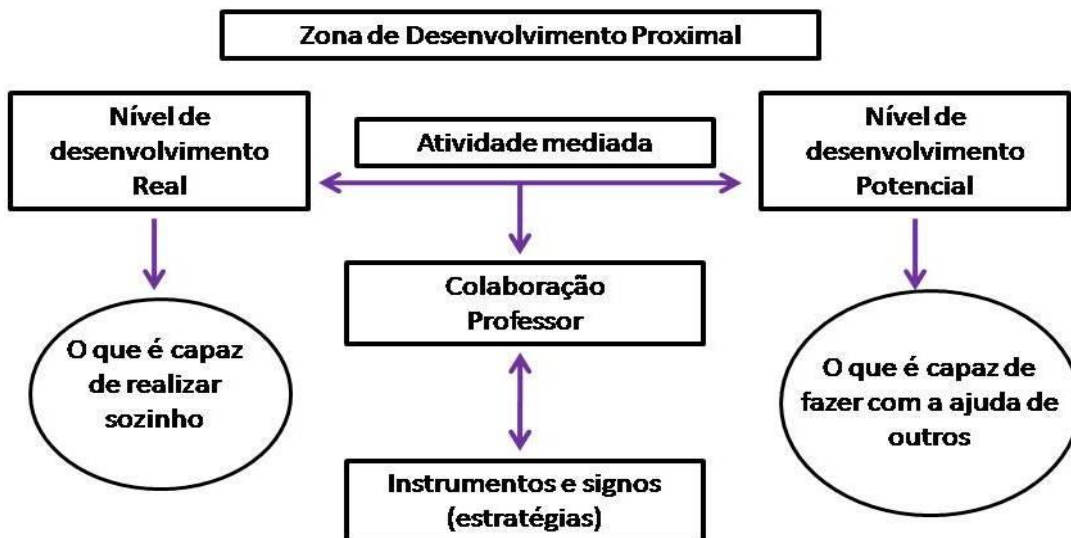 Zona de Desenvolvimento Proximal
Nível de
desenvolvimento
Real
Atividade mediada
Nível de
desenvolvimento
Potencial
Colaboração
Professor
O que é capaz
de realizar
sozinho
O que é capaz de
fazer com a ajuda de
outros
Instrumentos e signos
(estratégias)